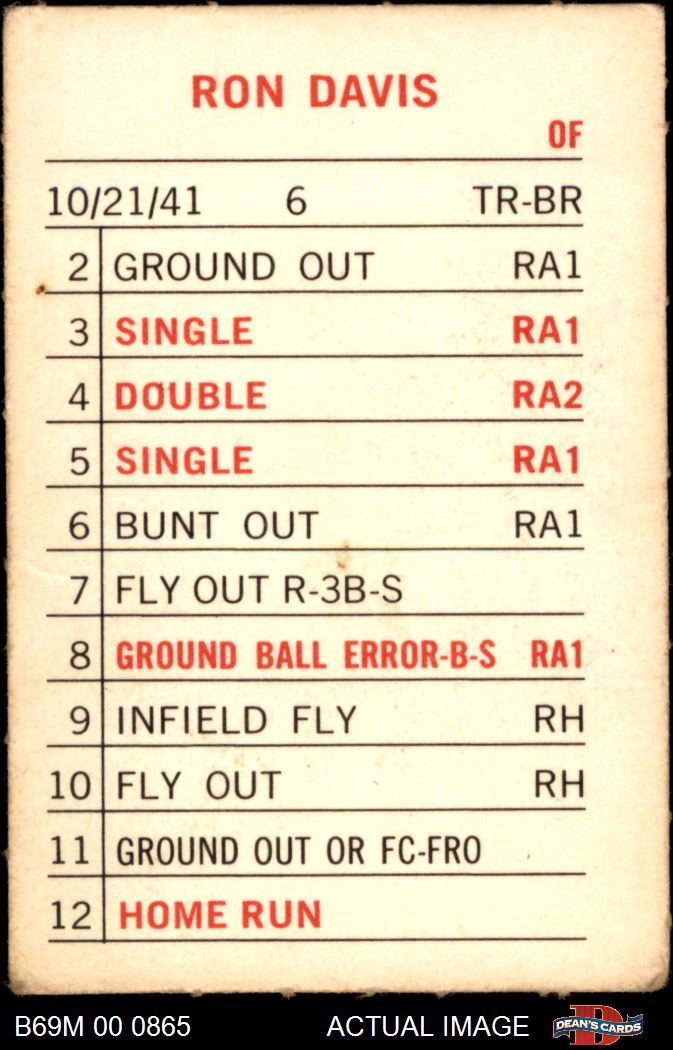 RON DAVIS
OF
10/21/41 6 TR-BR
2 GROUND OUT RA1
3 SINGLE RA1
4 DOUBLE RA2
5 SINGLE RA1
6 BUNT OUT RA1
7 FLY OUT R-3B-S
8 GROUND BALL ERROR-B-S RA1
9 INFIELD FLY RH
10 FLY OUT RH
11 GROUND OUT OR FC-FRO
12 HOME RUN
B69M 00 0865 ACTUAL IMAGE D DEAN'S CARDS